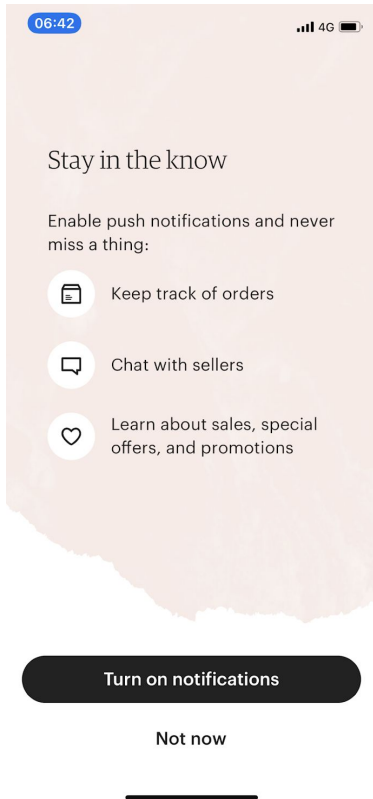 06:42
4G
Stay in the know
Enable push notifications and never
miss a thing:
Keep track of orders
Chat with sellers
Learn about sales, special
offers, and promotions
Turn on notifications
Not now